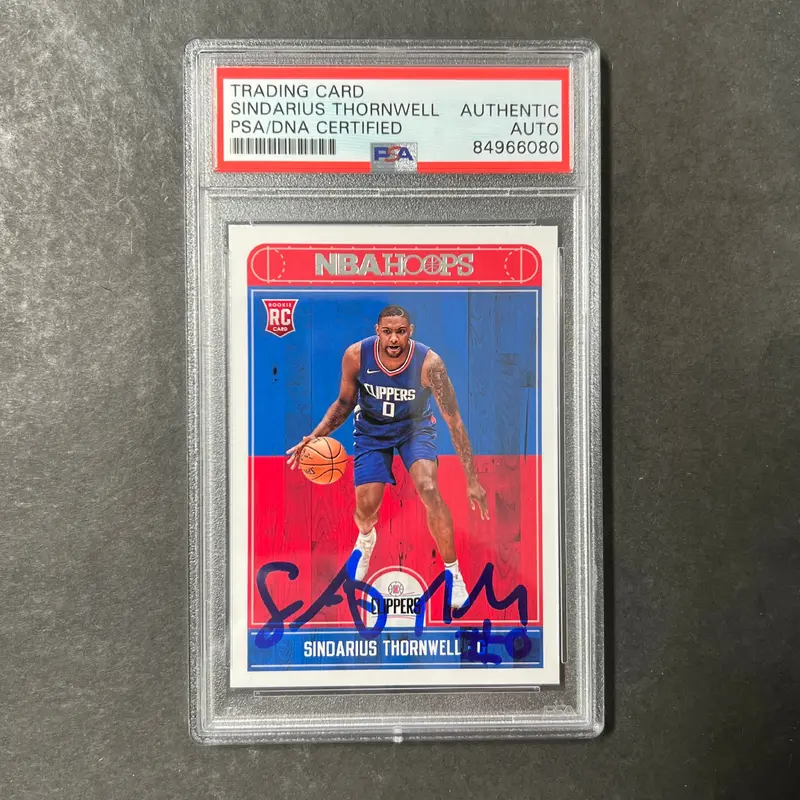 TRADING CARD
SINDARIUS THORNWELL AUTHENTIC
PSA/DNA CERTIFIED AUTO
PSA 84966080
NBA HOOPS
ROOKIE
RC
CARD
CLIPPERS
0
CLIPPERS
#0
SINDARIUS THORNWELL